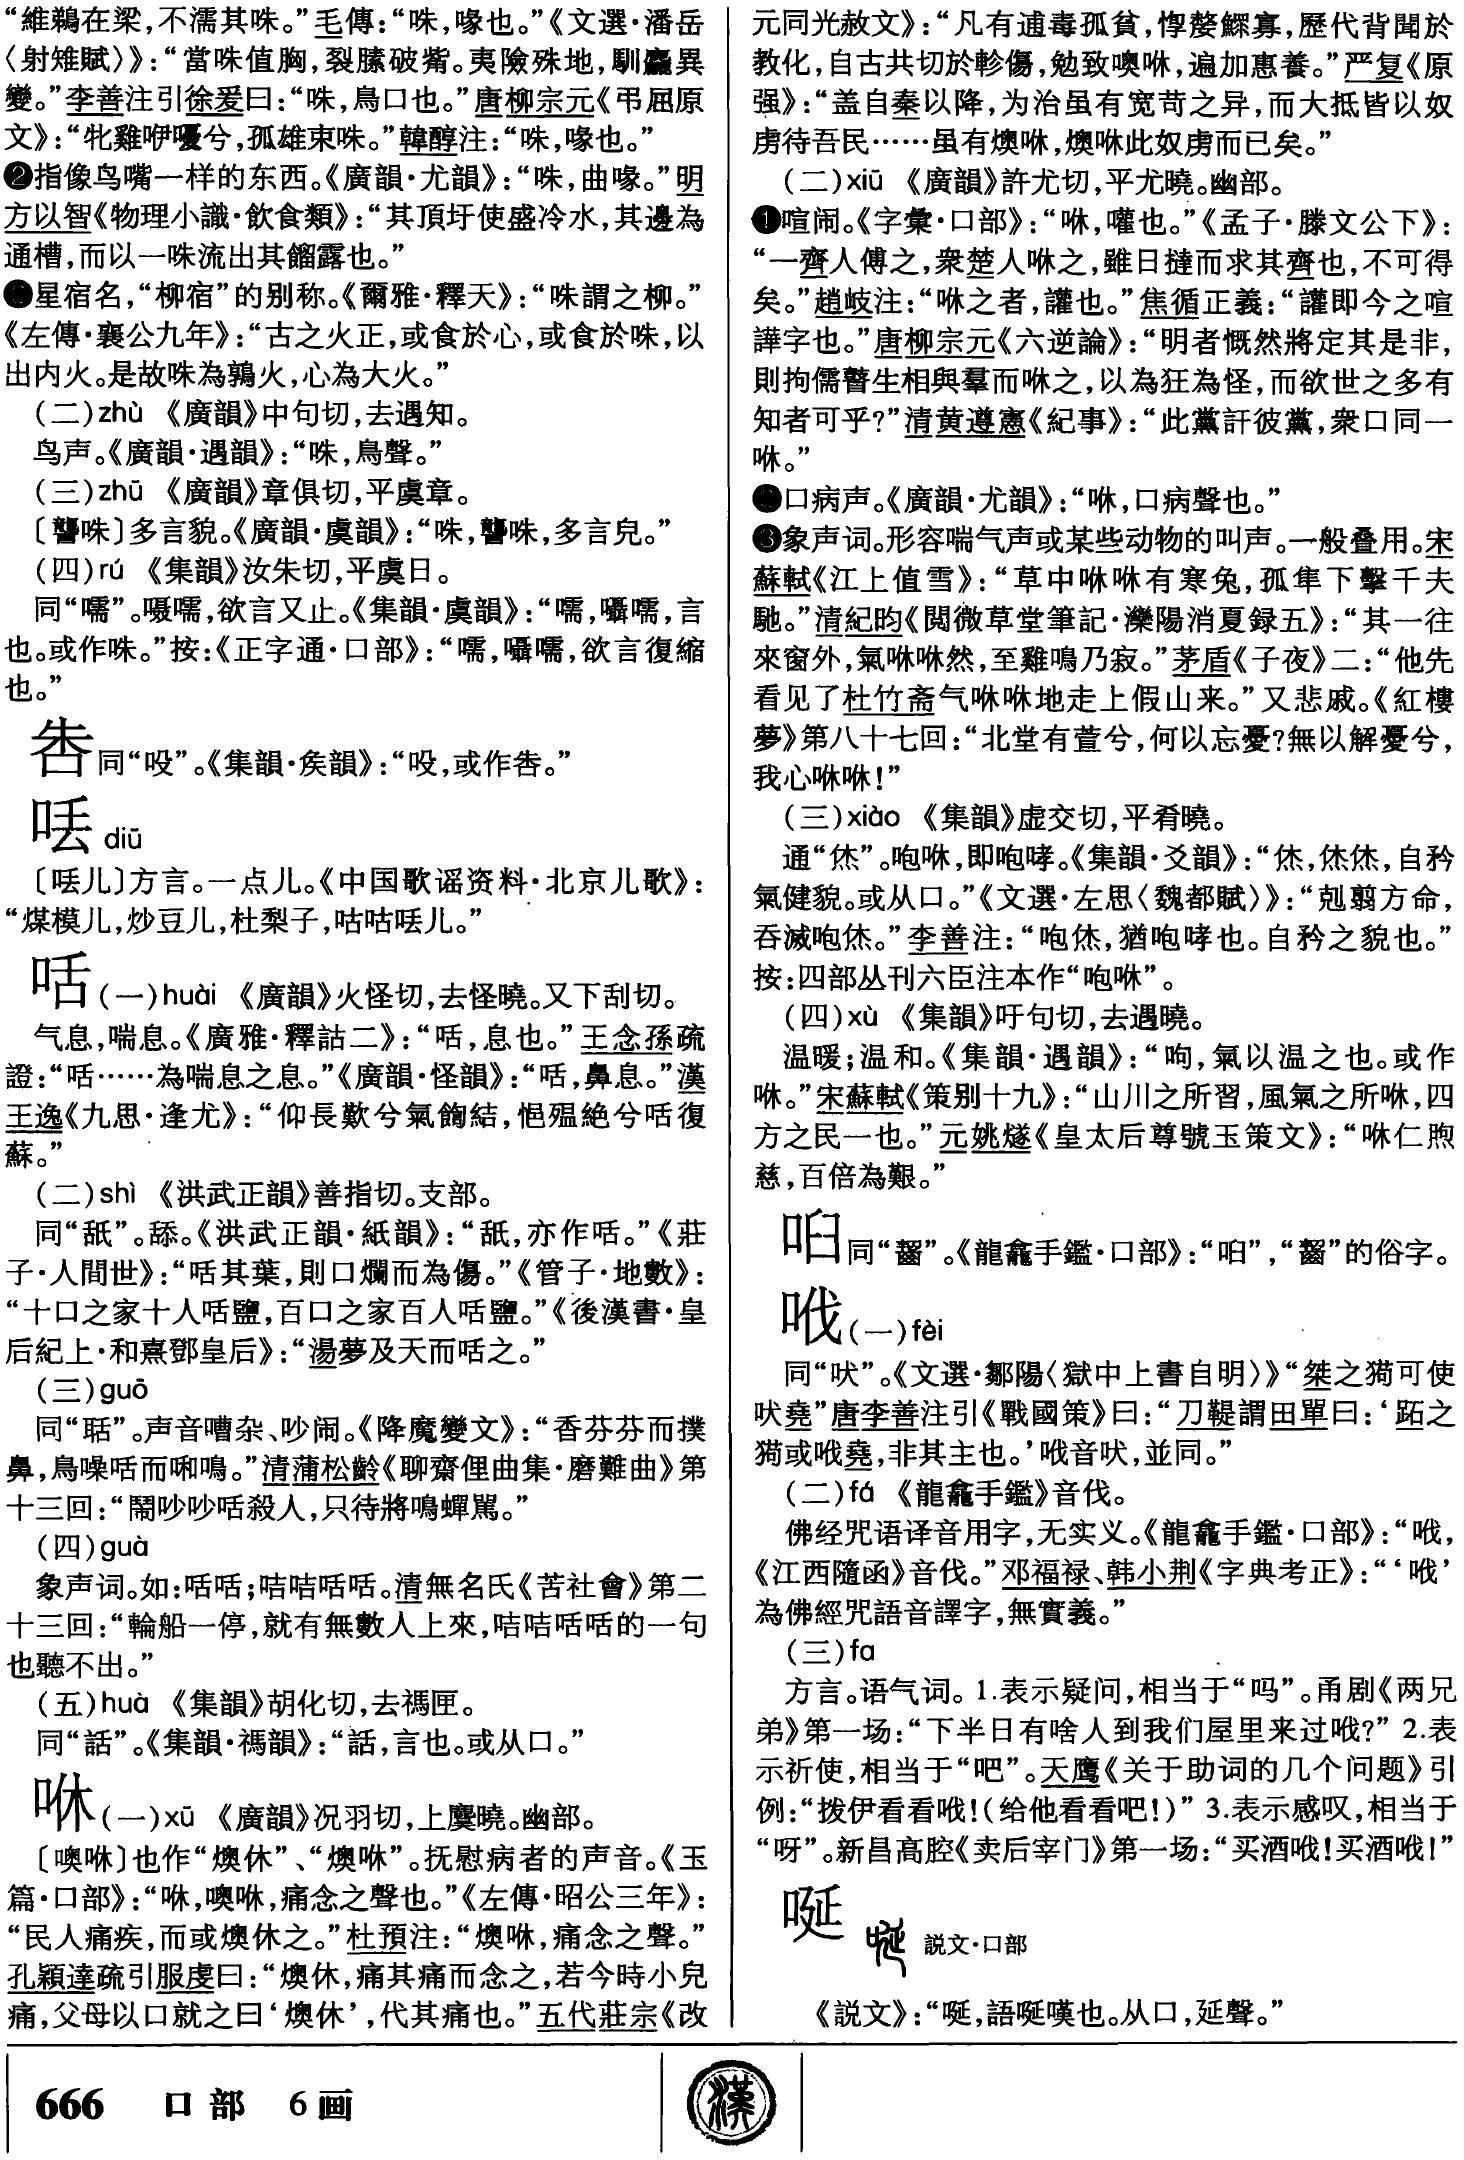 “維鵜在梁，不濡其咮。”毛傳：“咮，喙也。”《文選·潘岳
〈射雉賦〉》：“當咮值胸，裂膆破觜。夷險殊地，馴麤異
變。”李善注引徐爰曰：“咮，鳥口也。”唐柳宗元《弔屈原
文》：“牝雞咿嚘兮，孤雄束咮。”韓醇注：“咮，喙也。”
❷指像鸟嘴一样的东西。《廣韻·尤韻》：“咮，曲喙。”明
方以智《物理小識·飲食類》：“其頂圩使盛冷水，其邊為
通槽，而以一咮流出其餾露也。”
❸星宿名，“柳宿”的别称。《爾雅·釋天》：“咮謂之柳。”
《左傳·襄公九年》：“古之火正，或食於心，或食於咮，以
出内火。是故咮為鶉火，心為大火。”
（二）zhù 《廣韻》中句切，去遇知。
鸟声。《廣韻·遇韻》：“咮，鳥聲。”
（三）zhū 《廣韻》章俱切，平虞章。
〔讋咮〕多言貌。《廣韻·虞韻》：“咮，讋咮，多言皃。”
（四）rú 《集韻》汝朱切，平虞日。
同“嚅”。嗫嚅，欲言又止。《集韻·虞韻》：“嚅，囁嚅，言
也。或作咮。”按：《正字通·口部》：“嚅，囁嚅，欲言復縮
也。”
同“吺”。《集韻·矦韻》：“吺，或作㖈。”
咗 diū
〔丢儿〕方言。一点儿。《中国歌谣资料·北京儿歌》：
“煤模儿，炒豆儿，杜梨子，咕咕丢儿。”
咶（一）huài 《廣韻》火怪切，去怪曉。又下刮切。
气息，喘息。《廣雅·釋詁二》：“咶，息也。”王念孫疏
證：“咶……為喘息之息。”《廣韻·怪韻》：“咶，鼻息。”漢
王逸《九思·逢尤》：“仰長歎兮氣𩜺結，悒殟絶兮咶復
蘇。”
（二）shì 《洪武正韻》善指切。支部。
同“舐”。舔。《洪武正韻·紙韻》：“舐，亦作咶。”《莊
子·人間世》：“咶其葉，則口爛而為傷。”《管子·地數》：
“十口之家十人咶鹽，百口之家百人咶鹽。”《後漢書·皇
后紀上·和熹鄧皇后》：“湯夢及天而咶之。”
（三）guō
同“聒”。声音嘈杂、吵闹。《降魔變文》：“香芬芬而撲
鼻，鳥噪咶而啝鳴。”清蒲松齡《聊齋俚曲集·磨難曲》第
十三回：“鬧吵吵咶殺人，只待將鳴蟬駡。”
（四）guà
象声词。如：咶咶；咭咭咶咶。清無名氏《苦社會》第二
十三回：“輪船一停，就有無數人上來，咭咭咶咶的一句
也聽不出。”
（五）huà 《集韻》胡化切，去禡匣。
同“話”。《集韻·禡韻》：“話，言也。或从口。”
咻（一）xǔ 《廣韻》况羽切，上麌曉。幽部。
〔噢咻〕也作“燠休”、“燠咻”。抚慰病者的声音。《玉
篇·口部》：“咻，噢咻，痛念之聲也。”《左傳·昭公三年》：
“民人痛疾，而或燠休之。”杜預注：“燠咻，痛念之聲。”
孔穎達疏引服虔曰：“燠休，痛其痛而念之，若今時小兒
痛，父母以口就之曰‘燠休’，代其痛也。”五代莊宗《改
元同光赦文》：“凡有逋毒孤貧，惸嫠鰥寡，歷代背聞於
教化，自古共切於軫傷，勉致噢咻，遍加惠養。”严复《原
强》：“盖自秦以降，为治虽有宽苛之异，而大抵皆以奴
虏待吾民……虽有燠咻，燠咻此奴虏而已矣。”
（二）xiū 《廣韻》許尤切，平尤曉。幽部。
❶喧闹。《字彙·口部》：“咻，嚾也。”《孟子·滕文公下》：
“一齊人傅之，衆楚人咻之，雖日撻而求其齊也，不可得
矣。”趙岐注：“咻之者，讙也。”焦循正義：“讙即今之喧
譁字也。”唐柳宗元《六逆論》：“明者慨然將定其是非，
則拘儒瞽生相與羣而咻之，以為狂為怪，而欲世之多有
知者可乎？”清黄遵憲《紀事》：“此黨訐彼黨，衆口同一
咻。”
❷口病声。《廣韻·尤韻》：“咻，口病聲也。”
❸象声词。形容喘气声或某些动物的叫声。一般叠用。宋
蘇軾《江上值雪》：“草中咻咻有寒兔，孤隼下擊千夫
馳。”清紀昀《閲微草堂筆記·灤陽消夏録五》：“其一往
來窗外，氣咻咻然，至雞鳴乃寂。”茅盾《子夜》二：“他先
看见了杜竹斋气咻咻地走上假山来。”又悲戚。《紅樓
夢》第八十七回：“北堂有萱兮，何以忘憂？無以解憂兮，
我心咻咻！”
（三）xiào 《集韻》虚交切，平肴曉。
通“烋”。咆咻，即咆哮。《集韻·爻韻》：“烋，烋烋，自矜
氣健貌。或从口。”《文選·左思〈魏都賦〉》：“剋翦方命，
吞滅咆烋。”李善注：“咆烋，猶咆哮也。自矜之貌也。”
按：四部丛刊六臣注本作“咆咻”。
（四）xù 《集韻》吁句切，去遇曉。
温暖；温和。《集韻·遇韻》：“呴，氣以温之也。或作
咻。”宋蘇軾《策别十九》：“山川之所習，風氣之所咻，四
方之民一也。”元姚燧《皇太后尊號玉策文》：“咻仁煦
慈，百倍為艱。”
𠯘同“齧”。《龍龕手鑑·口部》：“𠯘”，“齧”的俗字。
哦（一）fèi
同“吠”。《文選·鄒陽〈獄中上書自明〉》“桀之狗可使
吠堯”唐李善注引《戰國策》曰：“刀鞮謂田單曰：‘跖之
狗或㕹堯，非其主也。’㕹音吠，並同。”
（二）fá 《龍龕手鑑》音伐。
佛经咒语译音用字，无实义。《龍龕手鑑·口部》：“㕹，
《江西隨函》音伐。”邓福禄、韩小荆《字典考正》：“‘㕹’
為佛經咒語音譯字，無實義。”
（三）fa
方言。语气词。1.表示疑问，相当于“吗”。甬剧《两兄
弟》第一场：“下半日有啥人到我们屋里来过㕹？”2.表
示祈使，相当于“吧”。天鹰《关于助词的几个问题》引
例：“拨伊看看㕹！（给他看看吧！）”3.表示感叹，相当于
“呀”。新昌高腔《卖后宰门》第一场：“买酒㕹！买酒㕹！”
唌 説文·口部
《説文》：“唌，語唌嘆也。从口，延聲。”
666 口部 6画
漢